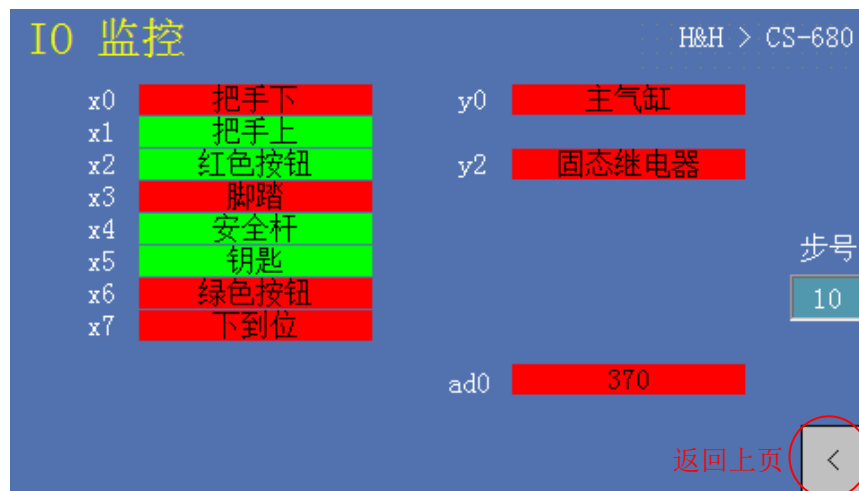 IO 监控
H&H > CS-680
x0 把手下
x1 把手上
x2 红色按钮
x3 脚踏
x4 安全杆
x5 钥匙
x6 绿色按钮
x7 下到位
y0 主气缸
y2 固态继电器
步号
10
ad0 370
返回上页 <